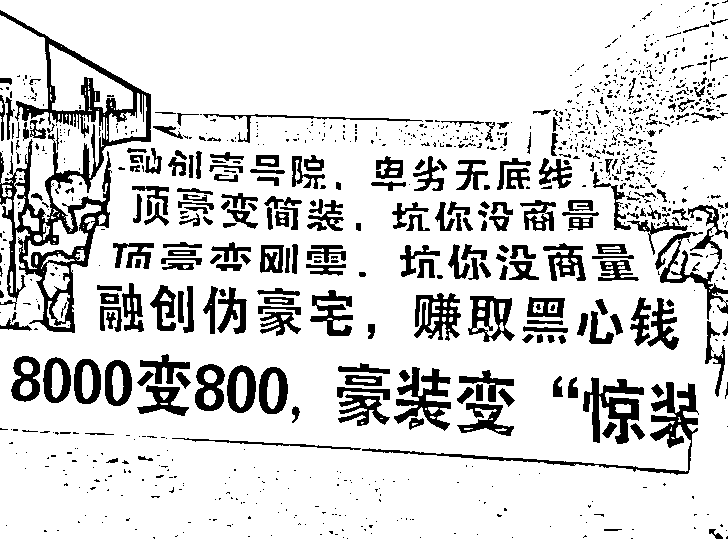 融创壹号院，卑劣无底线
顶豪变简装，坑你没商量
顶豪变刚需，坑你没商量
融创伪豪宅，赚取黑心钱
8000变800，豪装变“惊装